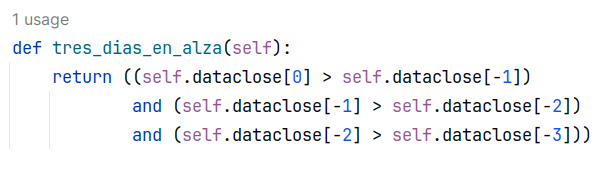 1 usage
def tres_dias_en_alza(self):
    return ((self.dataclose[0] > self.dataclose[-1])
            and (self.dataclose[-1] > self.dataclose[-2])
            and (self.dataclose[-2] > self.dataclose[-3]))